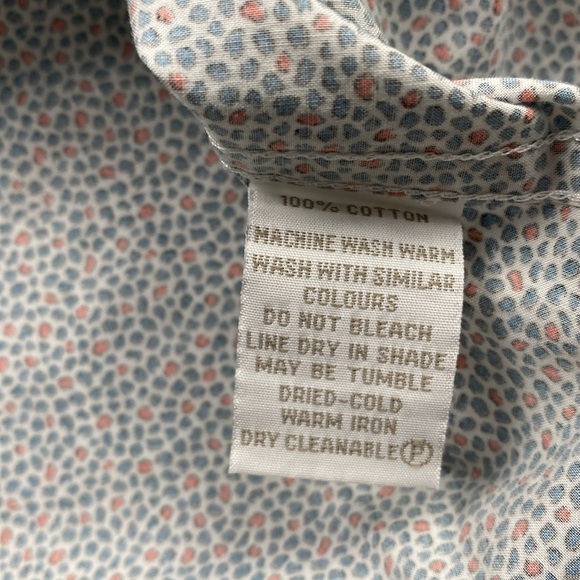 100% COTTON
MACHINE WASH WARM
WASH WITH SIMILAR
COLOURS
DO NOT BLEACH
LINE DRY IN SHADE
MAY BE TUMBLE
DRIED-COLD
WARM IRON
DRY CLEANABLE Ⓟ